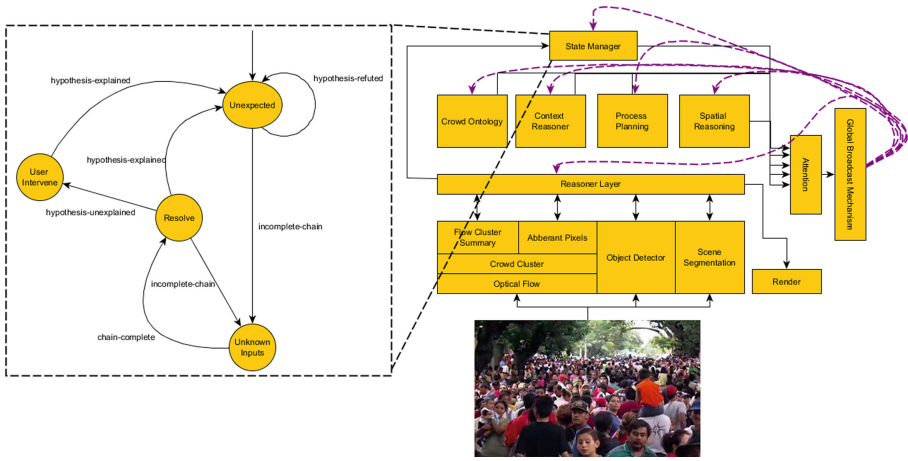 State Manager
hypothesis-explained
hypothesis-refuted
Unexpected
Crowd Ontology
Context
Reasoner
Process
Planning
Spatial
Reasoning
Global Broadcast Mechanism
Attention
hypothesis-explained
User
Intervene
hypothesis-unexplained
Resolve
Reasoner Layer
incomplete-chain
Flow Cluster
Summary
Abberant Pixels
Object Detector
Scene
Segmentation
Crowd Cluster
Optical Flow
Render
incomplete-chain
chain-complete
Unknown
Inputs